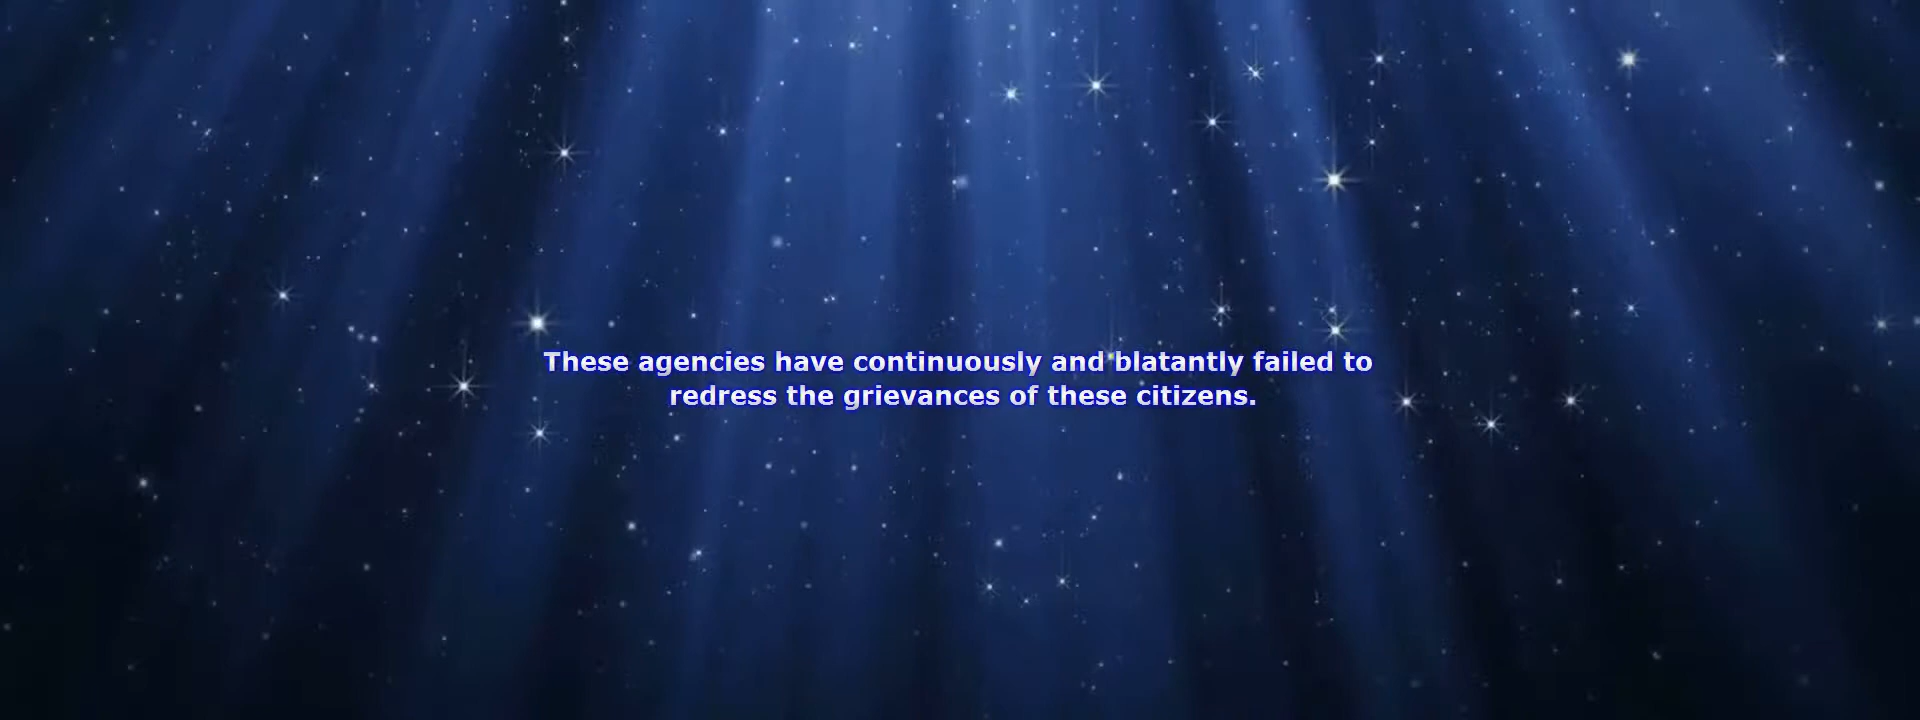 These agencies have continuously and blatantly failed to
redress the grievances of these citizens.